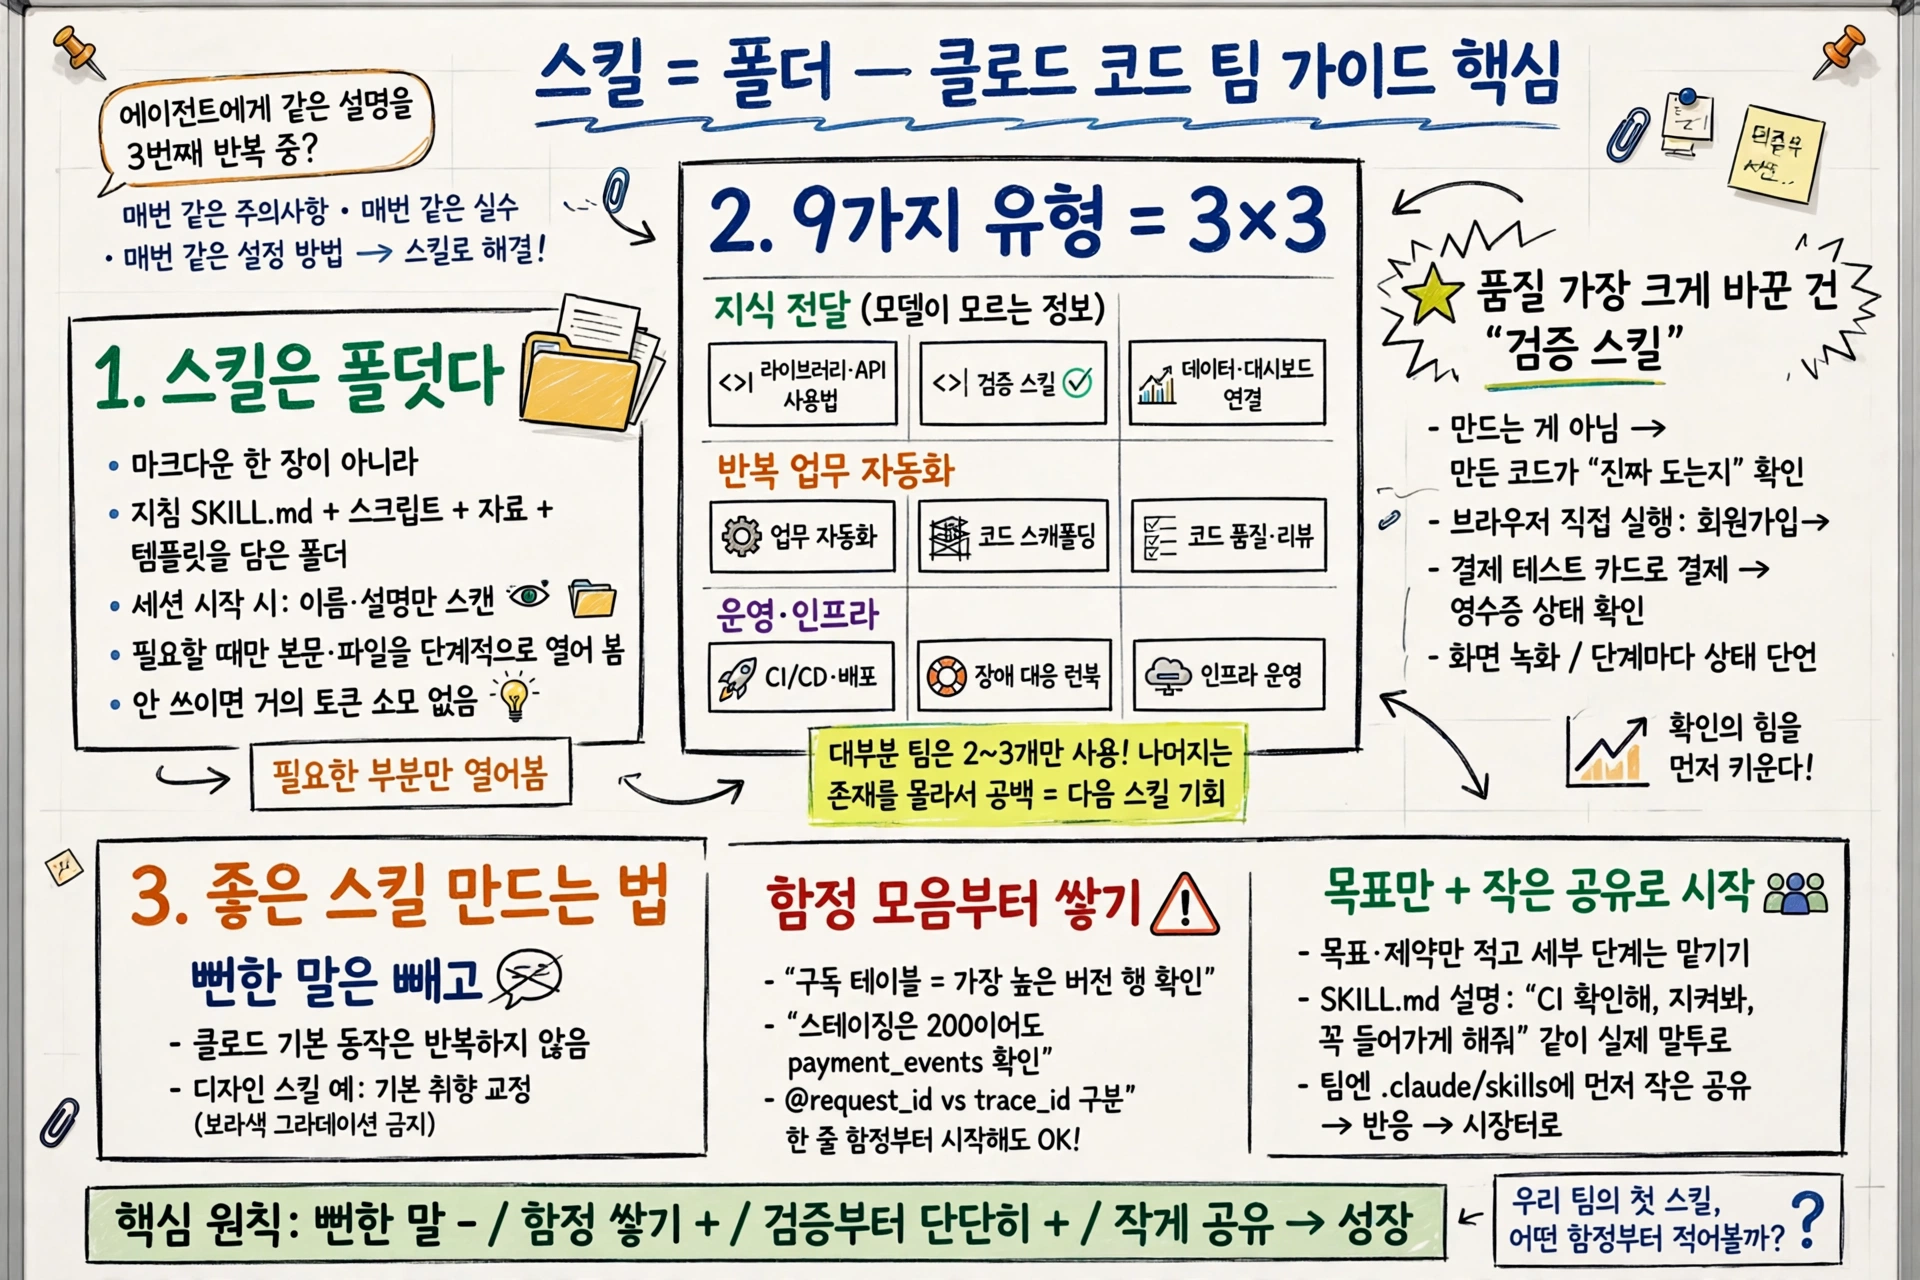 스킬 = 폴더 — 클로드 코드 팀 가이드 핵심
에이전트에게 같은 설명을
3번째 반복 중?
매번 같은 주의사항 · 매번 같은 실수
· 매번 같은 설정 방법 → 스킬로 해결!
1. 스킬은 폴덧다
• 마크다운 한 장이 아니라
• 지침 SKILL.md + 스크립트 + 자료 +
템플릿을 담은 폴더
• 세션 시작 시: 이름·설명만 스캔
• 필요할 때만 본문·파일을 단계적으로 열어 봄
• 안 쓰이면 거의 토큰 소모 없음
필요한 부분만 열어봄
2. 9가지 유형 = 3×3
지식 전달 (모델이 모르는 정보)
<>| 라이브러리·API
사용법
<>| 검증 스킬
데이터·대시보드
연결
반복 업무 자동화
업무 자동화
코드 스캐폴딩
코드 품질·리뷰
운영·인프라
CI/CD·배포
장애 대응 런북
인프라 운영
대부분 팀은 2~3개만 사용! 나머지는
존재를 몰라서 공백 = 다음 스킬 기회
품질 가장 크게 바꾼 건
“검증 스킬”
- 만드는 게 아님 →
만든 코드가 “진짜 도는지” 확인
- 브라우저 직접 실행: 회원가입→
- 결제 테스트 카드로 결제 →
영수증 상태 확인
- 화면 녹화 / 단계마다 상태 단언
확인의 힘을
먼저 키운다!
3. 좋은 스킬 만드는 법
뻔한 말은 빼고
- 클로드 기본 동작은 반복하지 않음
- 디자인 스킬 예: 기본 취향 교정
(보라색 그라데이션 금지)
함정 모음부터 쌓기
- “구독 테이블 = 가장 높은 버전 행 확인”
- “스테이징은 200이어도
payment_events 확인”
- @request_id vs trace_id 구분”
한 줄 함정부터 시작해도 OK!
목표만 + 작은 공유로 시작
- 목표·제약만 적고 세부 단계는 맡기기
- SKILL.md 설명: “CI 확인해, 지켜봐,
꼭 들어가게 해줘” 같이 실제 말투로
- 팀엔 .claude/skills에 먼저 작은 공유
→ 반응 → 시장터로
핵심 원칙: 뻔한 말 - / 함정 쌓기 + / 검증부터 단단히 + / 작게 공유 → 성장
우리 팀의 첫 스킬,
어떤 함정부터 적어볼까?